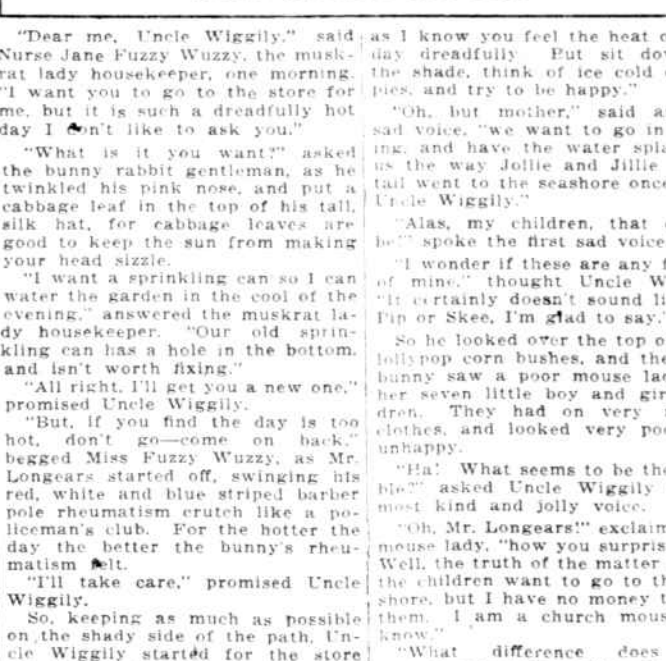 "Dear me, Uncle Wiggily," said
Nurse Jane Fuzzy Wuzzy, the musk-
rat lady housekeeper, one morning.
"I want you to go to the store for
me, but it is such a dreadfully hot
day I don't like to ask you."
"What is it you want?" asked
the bunny rabbit gentleman, as he
twinkled his pink nose, and put a
cabbage leaf in the top of his tall,
silk hat, for cabbage leaves are
good to keep the sun from making
your head sizzle.
"I want a sprinkling can so I can
water the garden in the cool of the
evening," answered the muskrat la-
dy housekeeper. "Our old sprin-
kling can has a hole in the bottom,
and isn't worth fixing."
"All right, I'll get you a new one,"
promised Uncle Wiggily.
"But, if you find the day is too
hot, don't go—come on back,"
begged Miss Fuzzy Wuzzy, as Mr.
Longears started off, swinging his
red, white and blue striped barber
pole rheumatism crutch like a po-
liceman's club. For the hotter the
day the better the bunny's rheu-
matism felt.
"I'll take care," promised Uncle
Wiggily.
So, keeping as much as possible
on the shady side of the path, Un-
cle Wiggily started for the store
as I know you feel the heat
day dreadfully But sit
the shade, think of ice cold
pies, and try to be happy."
"Oh, but mother," said
sad voice, "we want to go in
ing, and have the water
us the way Jollie and Jillie
tail went to the seashore once
Uncle Wiggily."
"Alas, my children, that
be!" spoke the first sad voice
"I wonder if these are any
of mine," thought Uncle
"It certainly doesn't sound
Pip or Skee, I'm glad to say."
So he looked over the top
lollypop corn bushes, and
bunny saw a poor mouse
her seven little boy and
dren. They had on very
clothes, and looked very
unhappy.
"Ha! What seems to be
ble?" asked Uncle Wiggily
most kind and jolly voice.
"Oh, Mr. Longears!"
mouse lady, "how you
Well, the truth of the matter
the children want to go to
shore, but I have no money
them. I am a church
know."
"What difference does